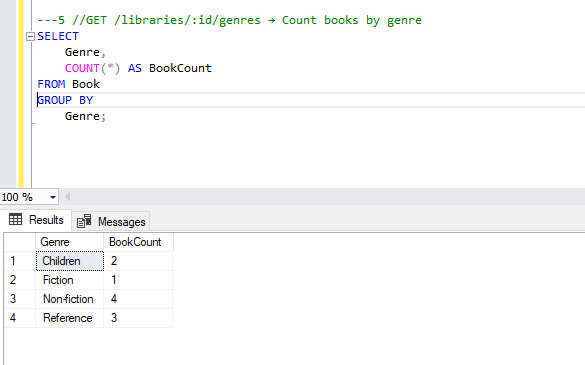 ---5 //GET /libraries/:id/genres → Count books by genre
SELECT
Genre,
COUNT(*) AS BookCount
FROM Book
GROUP BY
Genre;
100 %
Results Messages
Genre BookCount
1 Children 2
2 Fiction 1
3 Non-fiction 4
4 Reference 3